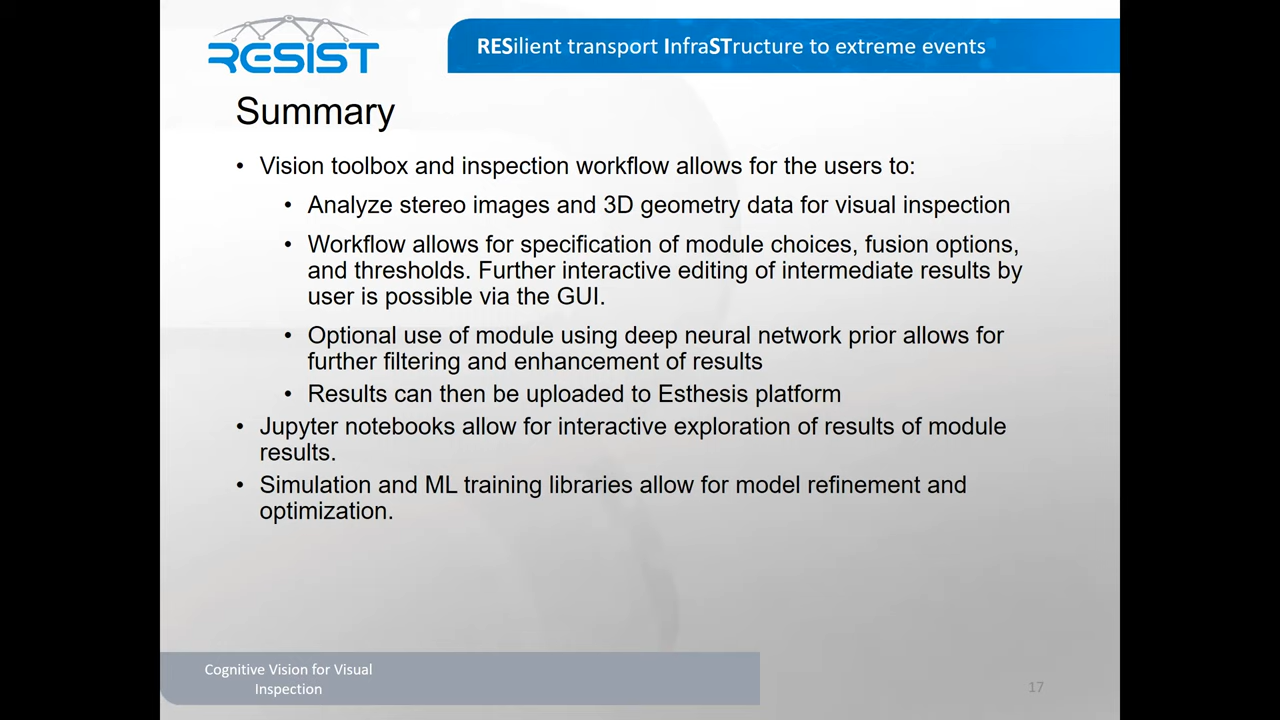 RESIST
RESilient transport InfraSTructure to extreme events
Summary
• Vision toolbox and inspection workflow allows for the users to:
• Analyze stereo images and 3D geometry data for visual inspection
• Workflow allows for specification of module choices, fusion options,
and thresholds. Further interactive editing of intermediate results by
user is possible via the GUI.
• Optional use of module using deep neural network prior allows for
further filtering and enhancement of results
• Results can then be uploaded to Esthesis platform
• Jupyter notebooks allow for interactive exploration of results of module
results.
• Simulation and ML training libraries allow for model refinement and
optimization.
Cognitive Vision for Visual
Inspection
17